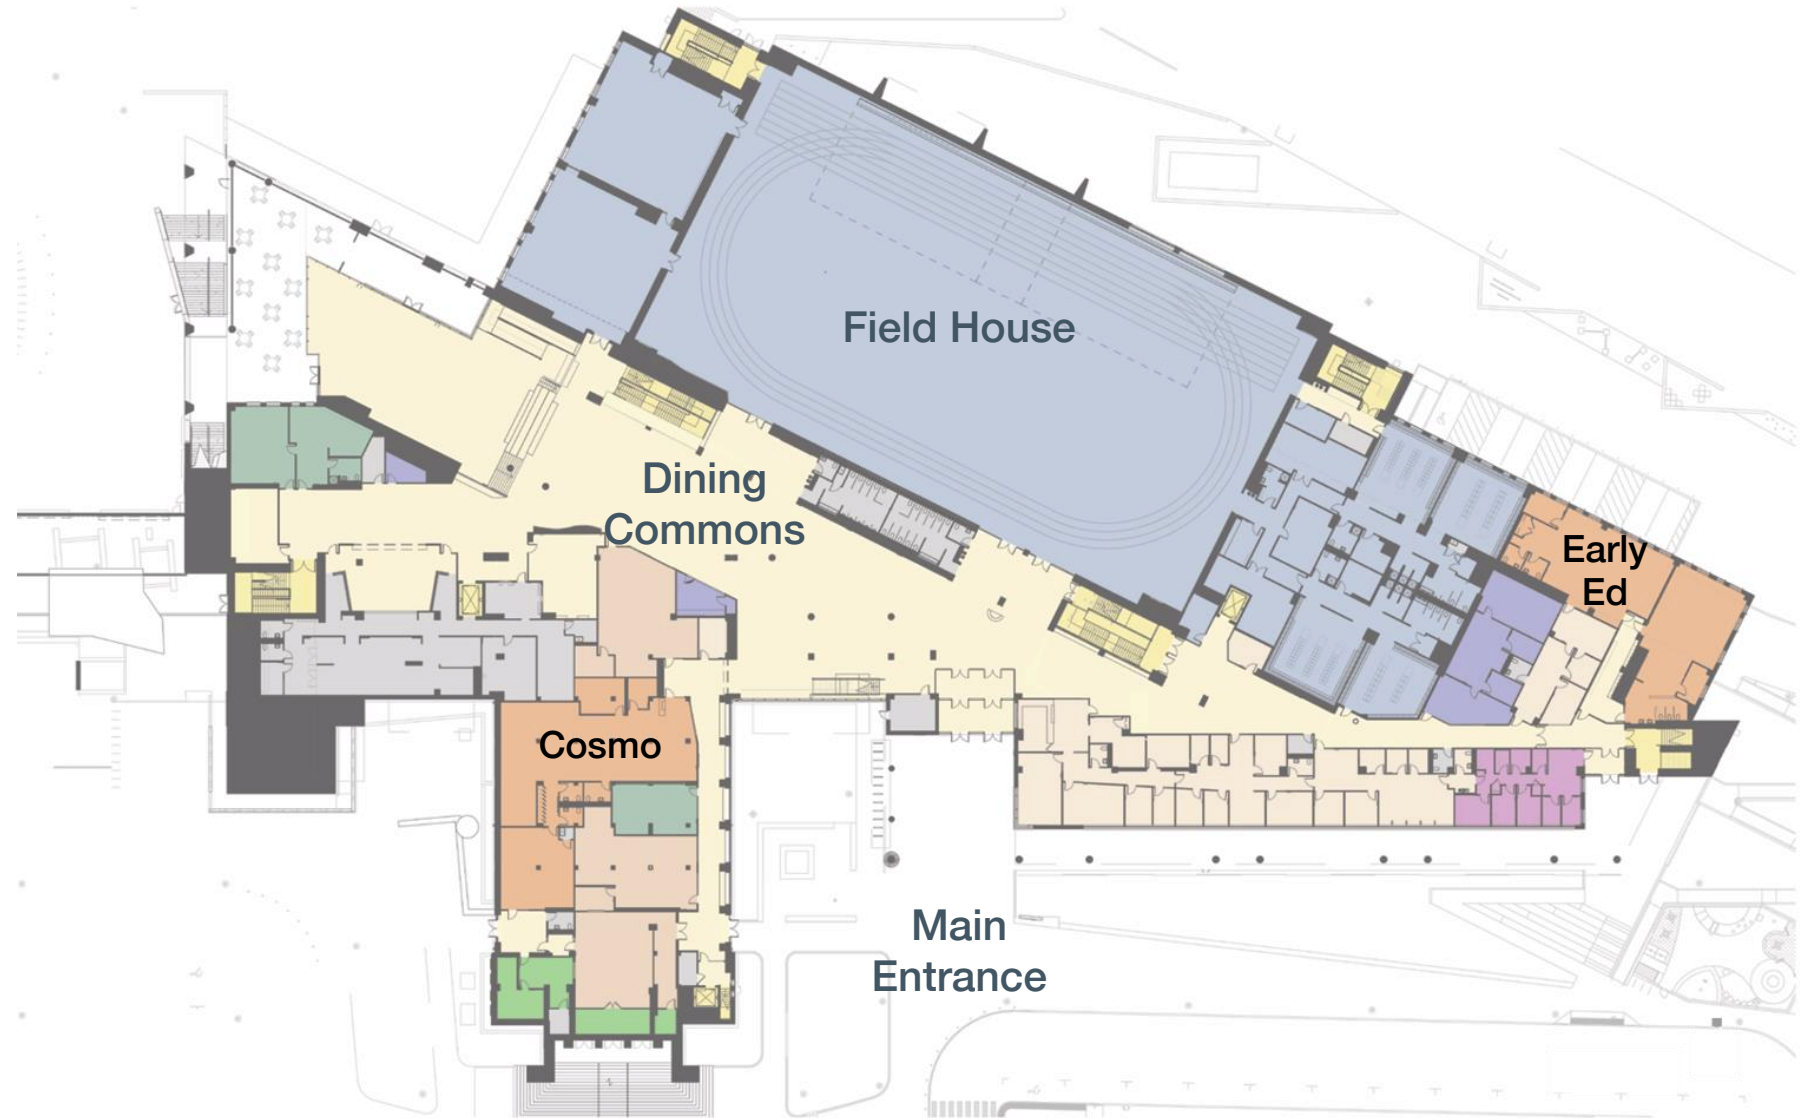 Field House
Dining
Commons
Early
Ed
Cosmo
Main
Entrance